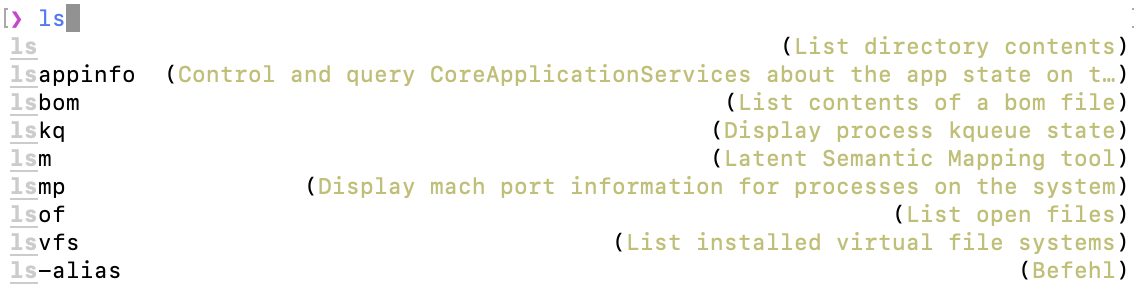 [❯ ls ]
ls (List directory contents)
lsappinfo (Control and query CoreApplicationServices about the app state on t…)
lsbom (List contents of a bom file)
lskq (Display process kqueue state)
lsm (Latent Semantic Mapping tool)
lsmp (Display mach port information for processes on the system)
lsof (List open files)
lsvfs (List installed virtual file systems)
ls-alias (Befehl)